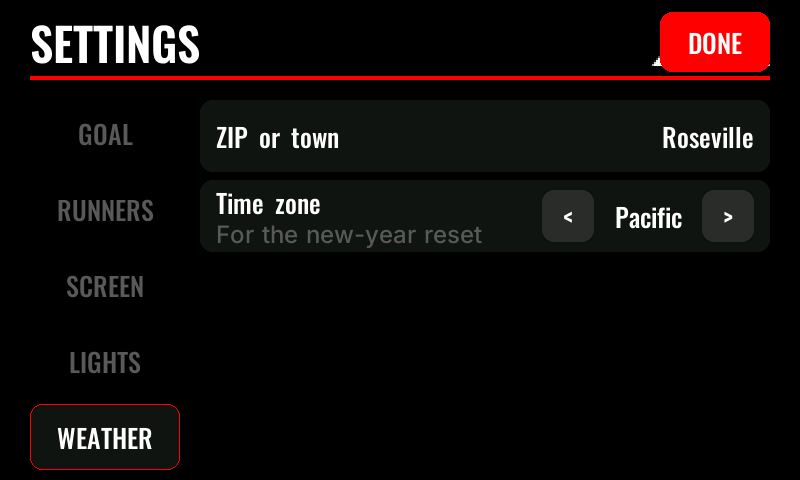 SETTINGS
DONE
GOAL
RUNNERS
SCREEN
LIGHTS
WEATHER
ZIP or town
Roseville
Time zone
For the new-year reset
< Pacific >